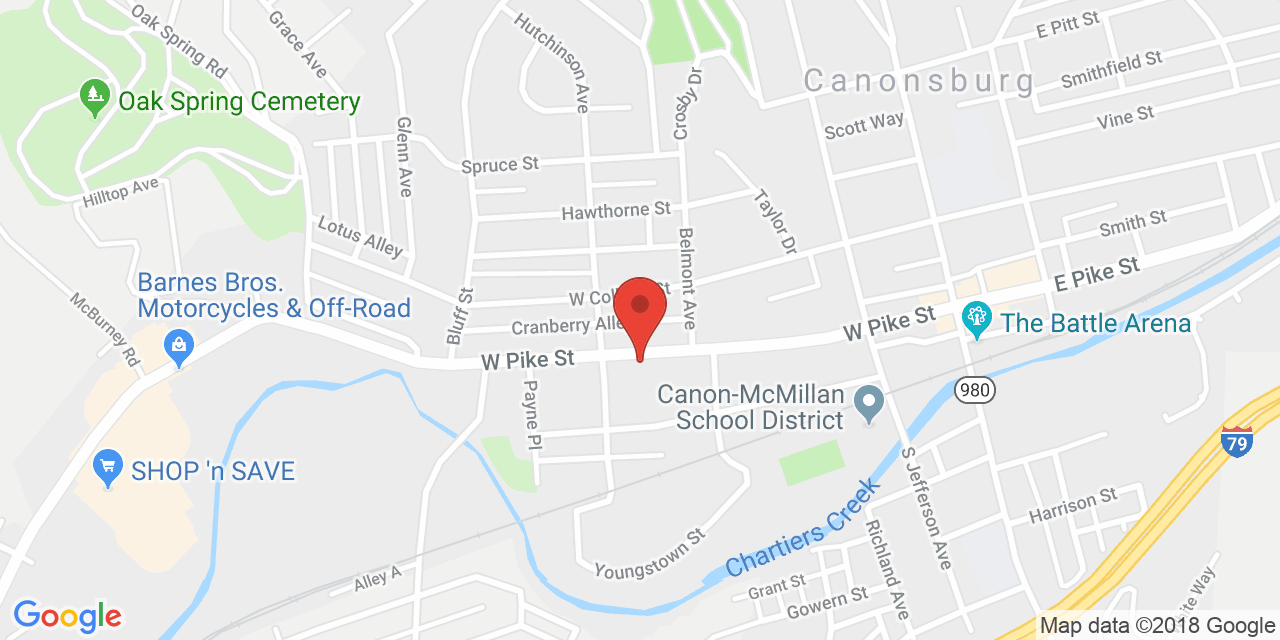 Oak Spring Rd
Grace Ave
Hutchinson Ave
Crosby Dr
E Pitt St
Canonsburg
Smithfield St
Oak Spring Cemetery
Scott Way
Vine St
Glenn Ave
Spruce St
Hilltop Ave
Hawthorne St
Taylor Dr
Lotus Alley
Belmont Ave
Smith St
Barnes Bros.
Motorcycles & Off-Road
E Pike St
McBurney Rd
Bluff St
W Col
St
Cranberry Alle
W Pike St
The Battle Arena
W Pike St
Payne Pl
Canon-McMillan
School District
980
79
SHOP 'n SAVE
S Jefferson Ave
Harrison St
Chartiers Creek
Richland Ave
Youngstown St
Alley A
Grant St
Gowern St
Way
Google
Map data ©2018 Google